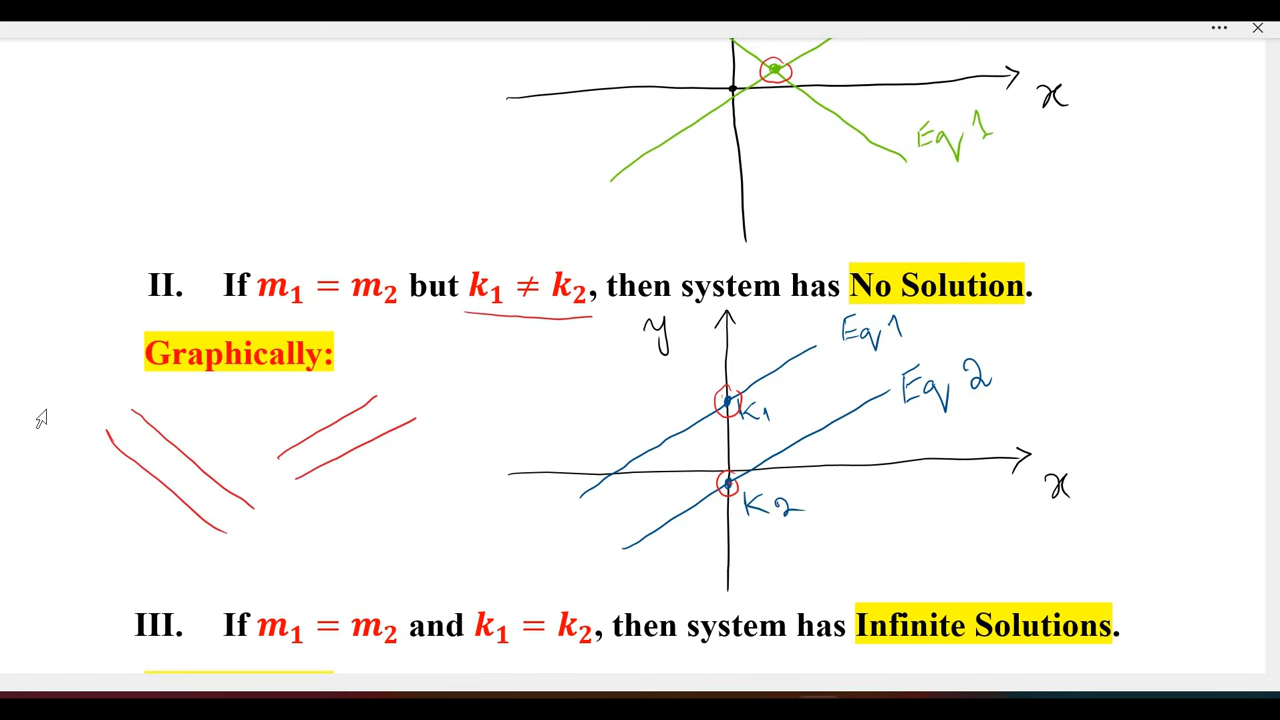 x
Eq 1
II. If m₁ = m₂ but k₁ ≠ k₂, then system has No Solution.
y
Eq 1
Graphically:
Eq 2
K1
x
K2
III. If m₁ = m₂ and k₁ = k₂, then system has Infinite Solutions.